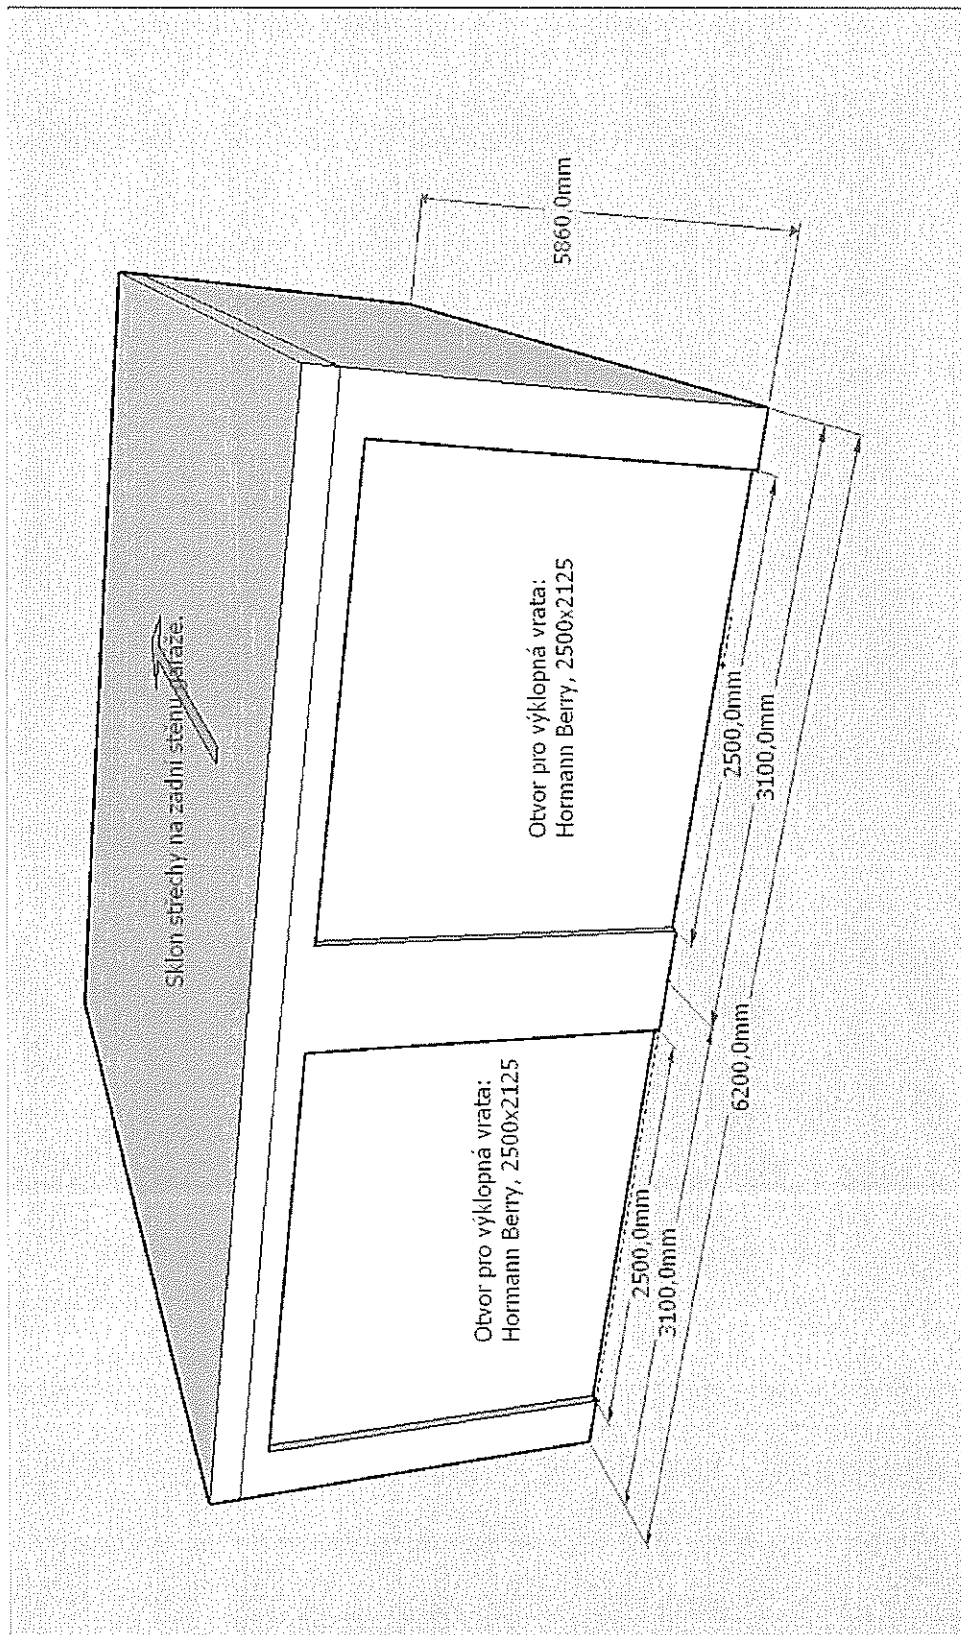 Sklon střechy na zadní stěnu garáže.
Otvor pro výklopná vrata:
Hormann Berry, 2500x2125
Otvor pro výklopná vrata:
Hormann Berry, 2500x2125
5860,0mm
2500,0mm
3100,0mm
2500,0mm
3100,0mm
6200,0mm